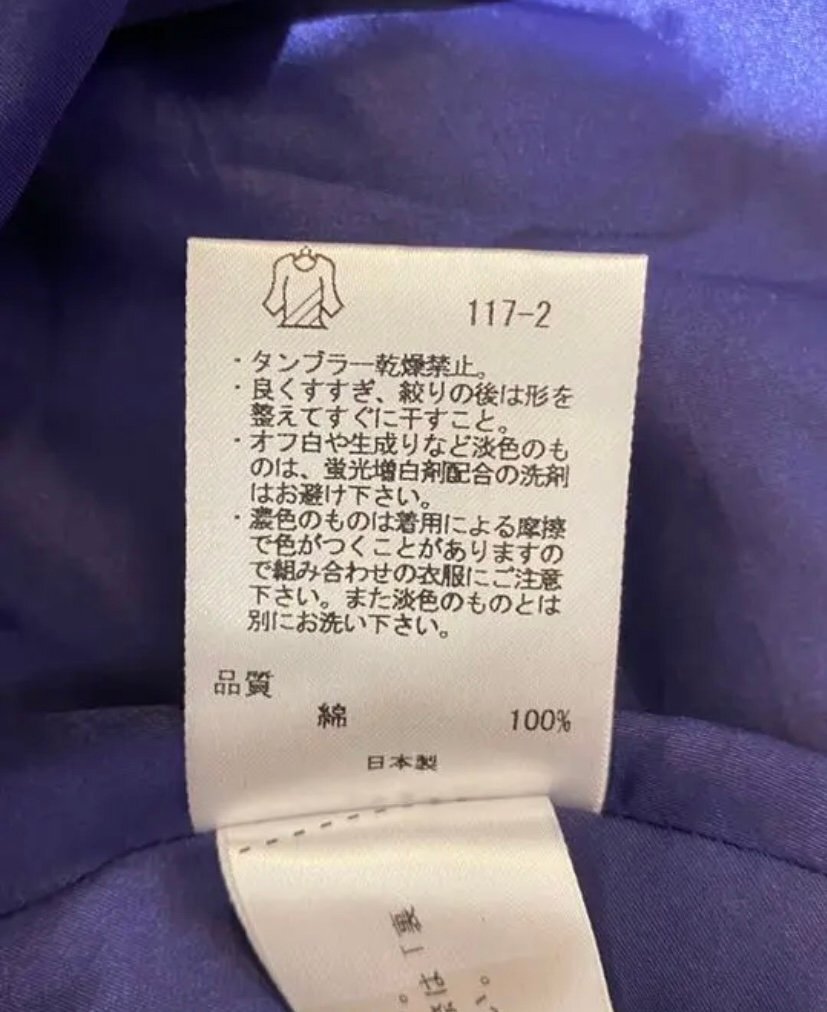 117-2
・タンブラー乾燥禁止。
・良くすすぎ、絞りの後は形を
整えてすぐに干すこと。
・オフ白や生成りなど淡色のも
のは、蛍光増白剤配合の洗剤
はお避け下さい。
・濃色のものは着用による摩擦
で色がつくことがありますの
で組み合わせの衣服にご注意
下さい。また淡色のものとは
別にお洗い下さい。
品質
綿 100%
日本製